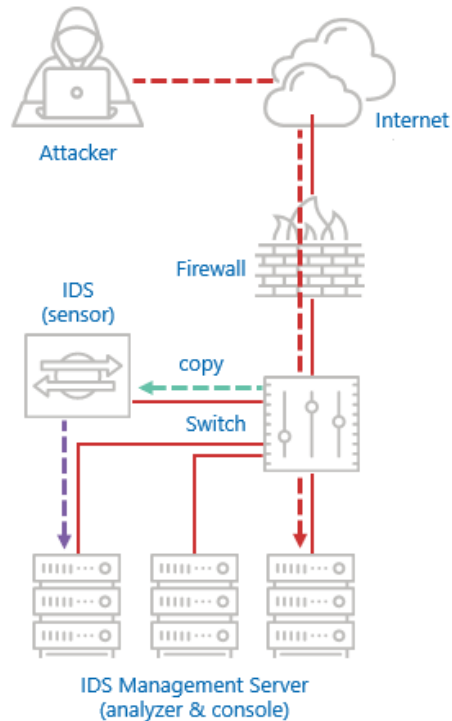 Attacker
Internet
Firewall
IDS
(sensor)
copy
Switch
IDS Management Server
(analyzer & console)